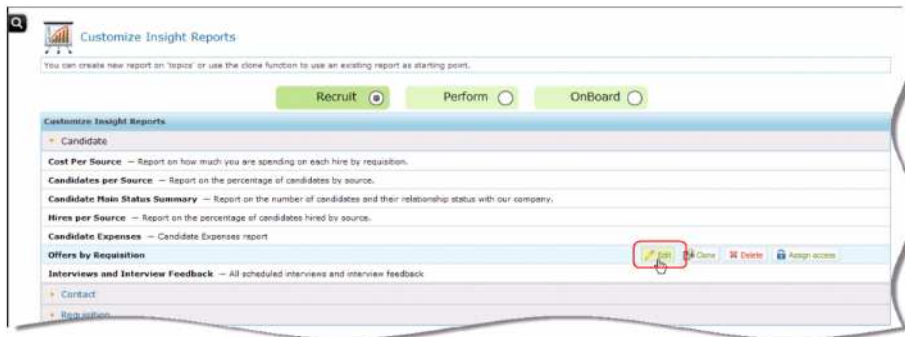 Customize Insight Reports
You can create new report on 'topics' or use the clone function to use an existing report as starting point.
Recruit Perform OnBoard
Customize Insight Reports
Candidate
Cost Per Source — Report on how much you are spending on each hire by requisition.
Candidates per Source — Report on the percentage of candidates by source.
Candidate Main Status Summary — Report on the number of candidates and their relationship status with our company.
Hires per Source — Report on the percentage of candidates hired by source.
Candidate Expenses — Candidate Expenses report
Offers by Requisition Edit Clone Delete Assign access
Interviews and Interview Feedback — All scheduled interviews and interview feedback
Contact
Requisition